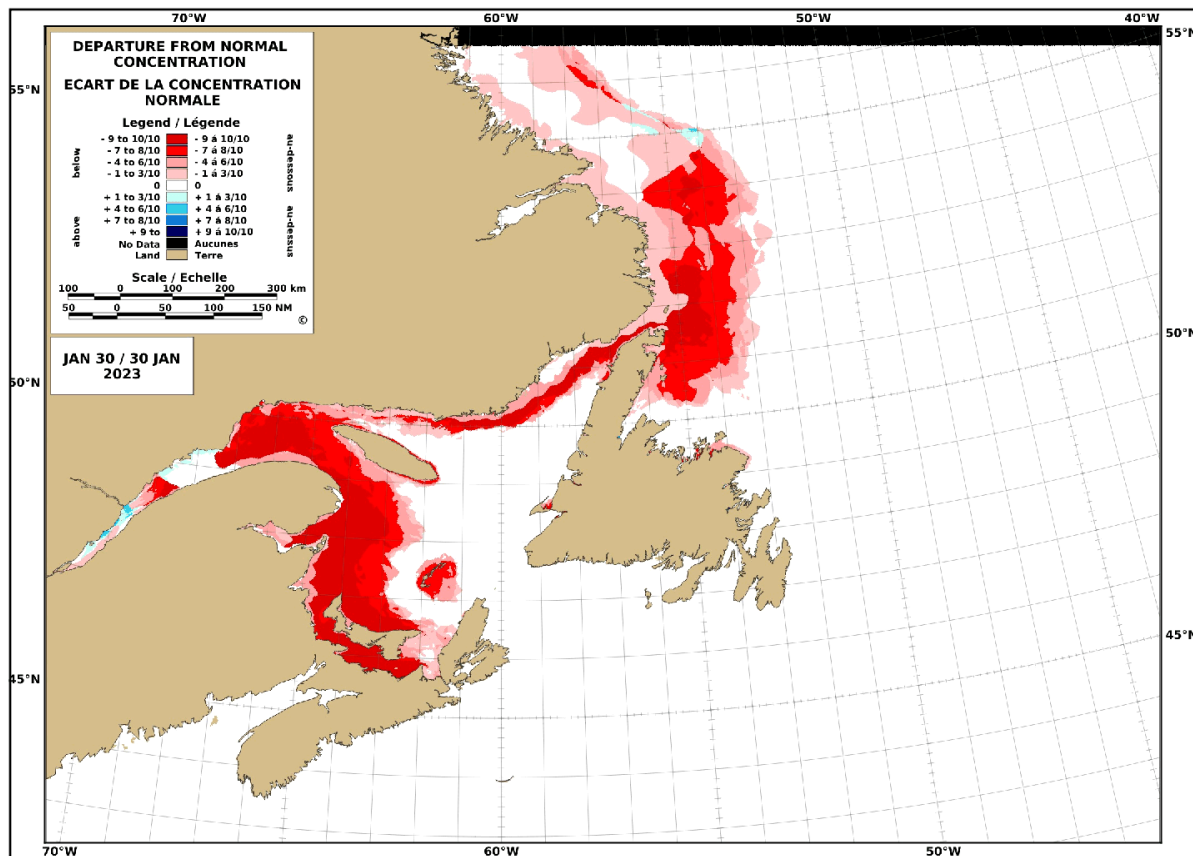 70°W 60°W 50°W 40°W
55°N
DEPARTURE FROM NORMAL
CONCENTRATION
ECART DE LA CONCENTRATION
NORMALE
Legend / Légende
below
- 9 to 10/10 - 9 á 10/10
- 7 to 8/10 - 7 á 8/10
- 4 to 6/10 - 4 á 6/10
- 1 to 3/10 - 1 á 3/10
au-dessous
0 0
above
+ 1 to 3/10 + 1 á 3/10
+ 4 to 6/10 + 4 á 6/10
+ 7 to 8/10 + 7 á 8/10
+ 9 to + 9 á 10/10
au-dessus
No Data Aucunes
Land Terre
Scale / Echelle
100 0 100 200 300 km
50 0 50 100 150 NM
©
JAN 30 / 30 JAN
2023
55°N
50°N
50°N
45°N
45°N
70°W 60°W 50°W